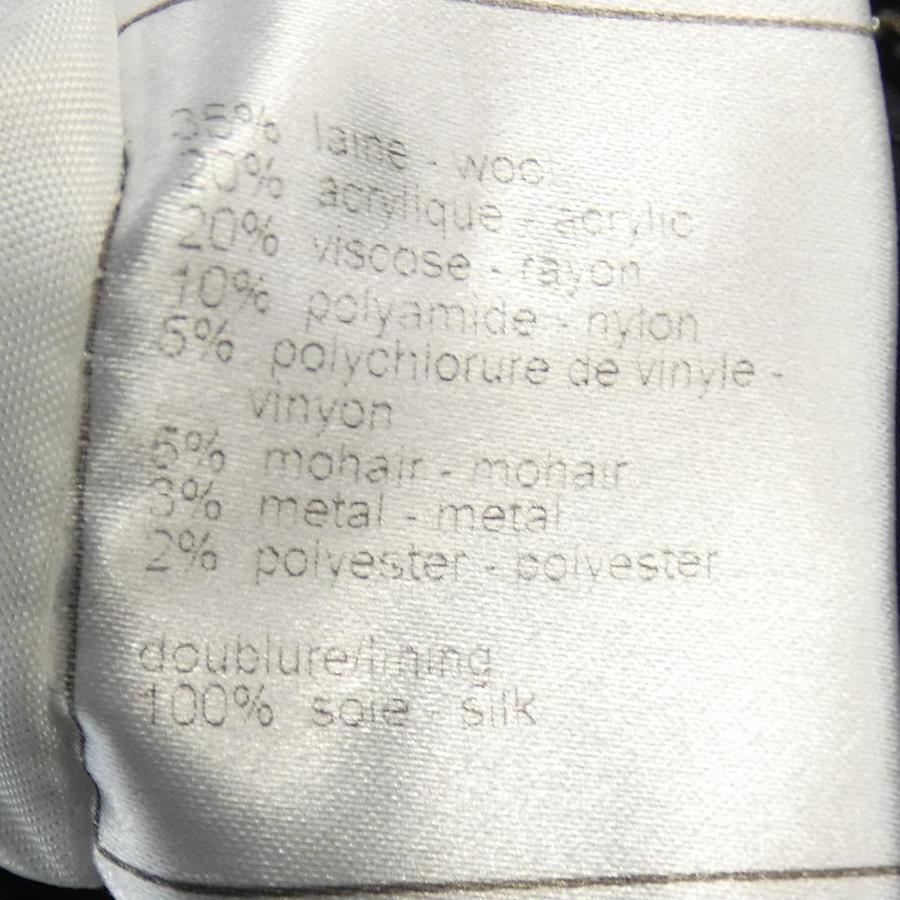 35% laine - wool
20% acrylique - acrylic
20% viscose - rayon
10% polyamide - nylon
5% polychlorure de vinyle -
vinyon
5% mohair - mohair
3% metal - metal
2% polyester - polyester
doublure/lining
100% soie - silk